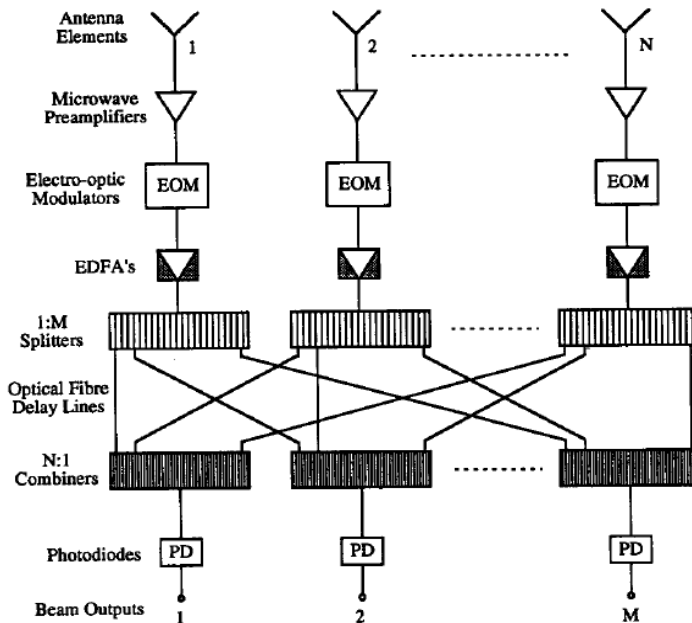 Antenna
Elements
1 2 N
Microwave
Preamplifiers
Electro-optic
Modulators
EOM EOM EOM
EDFA's
1:M
Splitters
Optical Fibre
Delay Lines
N:1
Combiners
Photodiodes
PD PD PD
Beam Outputs
1 2 M